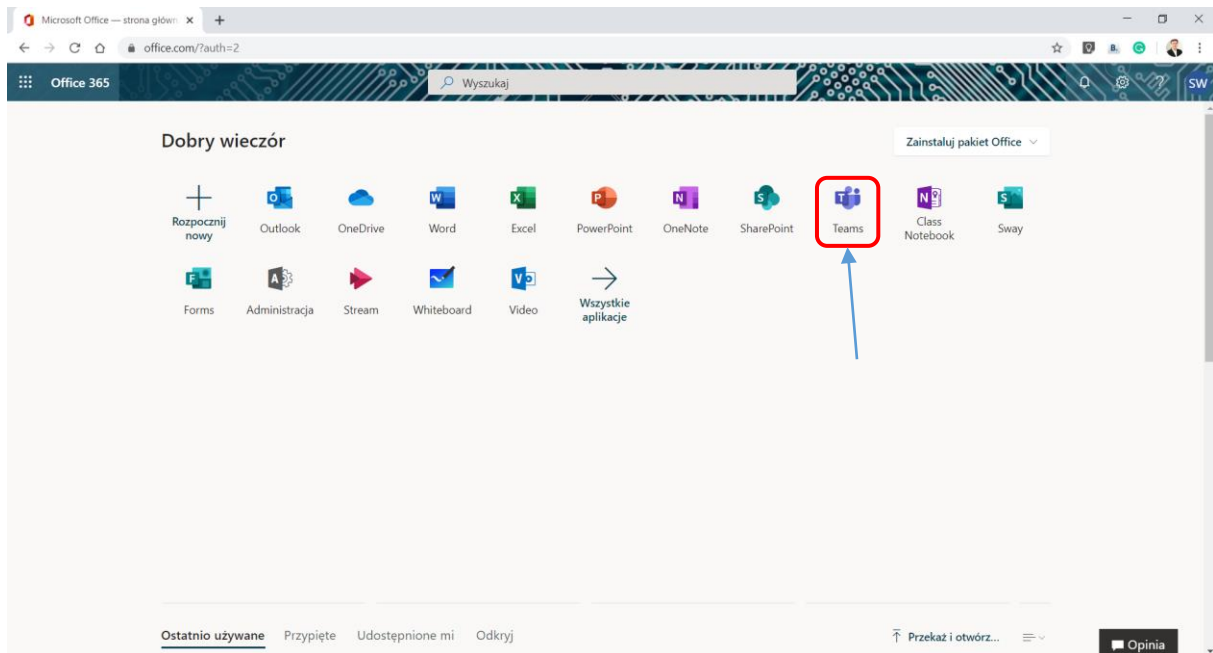 Microsoft Office — strona główn
office.com/?auth=2
Office 365
Wyszukaj
SW
Dobry wieczór
Zainstaluj pakiet Office
Rozpocznij
nowy
Outlook
OneDrive
Word
Excel
PowerPoint
OneNote
SharePoint
Teams
Class
Notebook
Sway
Forms
Administracja
Stream
Whiteboard
Video
Wszystkie
aplikacje
Ostatnio używane
Przypięte
Udostępnione mi
Odkryj
Przekaż i otwórz...
Opinia